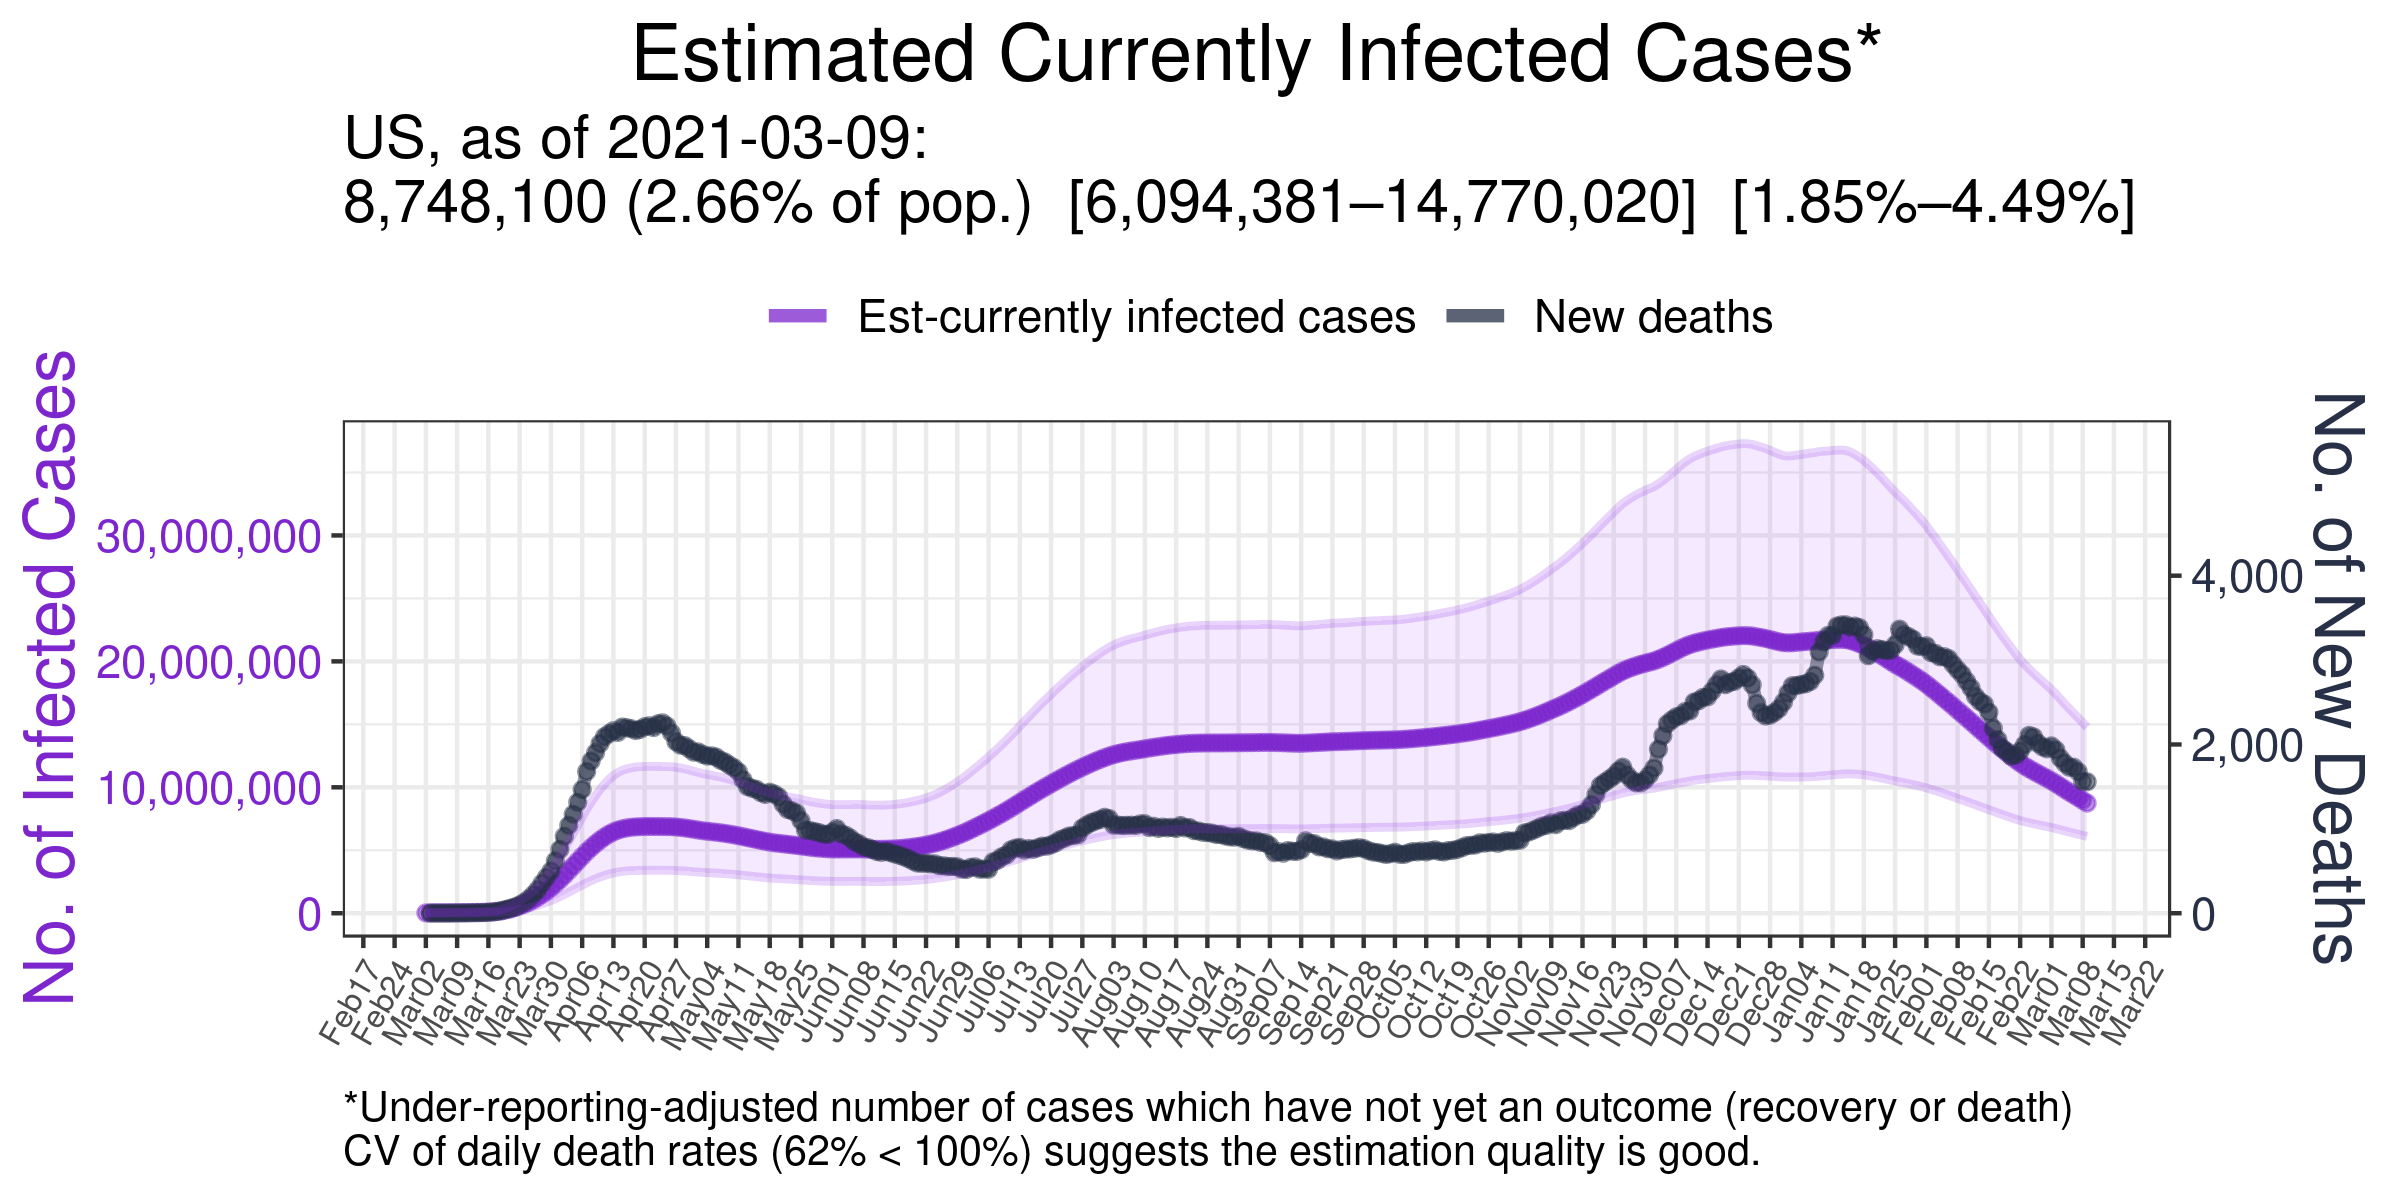 Estimated Currently Infected Cases*
US, as of 2021-03-09:
8,748,100 (2.66% of pop.) [6,094,381–14,770,020] [1.85%–4.49%]
Est-currently infected cases New deaths
No. of Infected Cases
30,000,000
20,000,000
10,000,000
0
4,000
2,000
0
No. of New Deaths
Feb17 Feb24 Mar02 Mar09 Mar16 Mar23 Mar30 Apr06 Apr13 Apr20 Apr27 May04 May11 May18 May25 Jun01 Jun08 Jun15 Jun22 Jun29 Jul06 Jul13 Jul20 Jul27 Aug03 Aug10 Aug17 Aug24 Aug31 Sep07 Sep14 Sep21 Sep28 Oct05 Oct12 Oct19 Oct26 Nov02 Nov09 Nov16 Nov23 Nov30 Dec07 Dec14 Dec21 Dec28 Jan04 Jan11 Jan18 Jan25 Feb01 Feb08 Feb15 Feb22 Mar01 Mar08 Mar15 Mar22
*Under-reporting-adjusted number of cases which have not yet an outcome (recovery or death)
CV of daily death rates (62% < 100%) suggests the estimation quality is good.